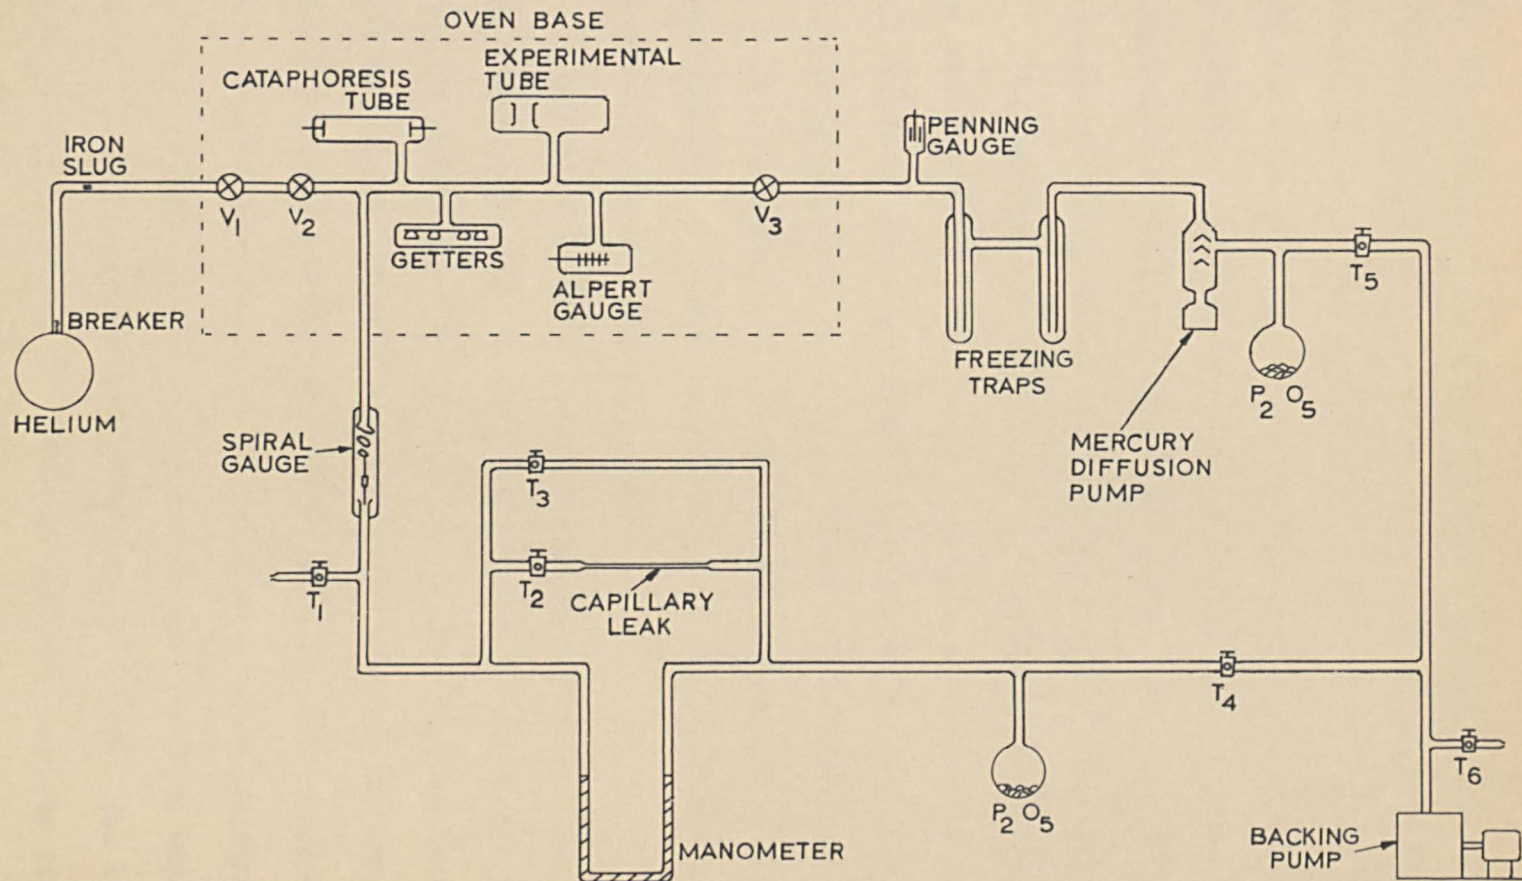 OVEN BASE
CATAPHORESIS
TUBE
EXPERIMENTAL
TUBE
IRON
SLUG
PENNING
GAUGE
V1
V2
V3
GETTERS
ALPERT
GAUGE
T5
BREAKER
HELIUM
FREEZING
TRAPS
P2 O5
SPIRAL
GAUGE
MERCURY
DIFFUSION
PUMP
T3
T2
CAPILLARY
LEAK
T1
T4
T6
P2 O5
MANOMETER
BACKING
PUMP